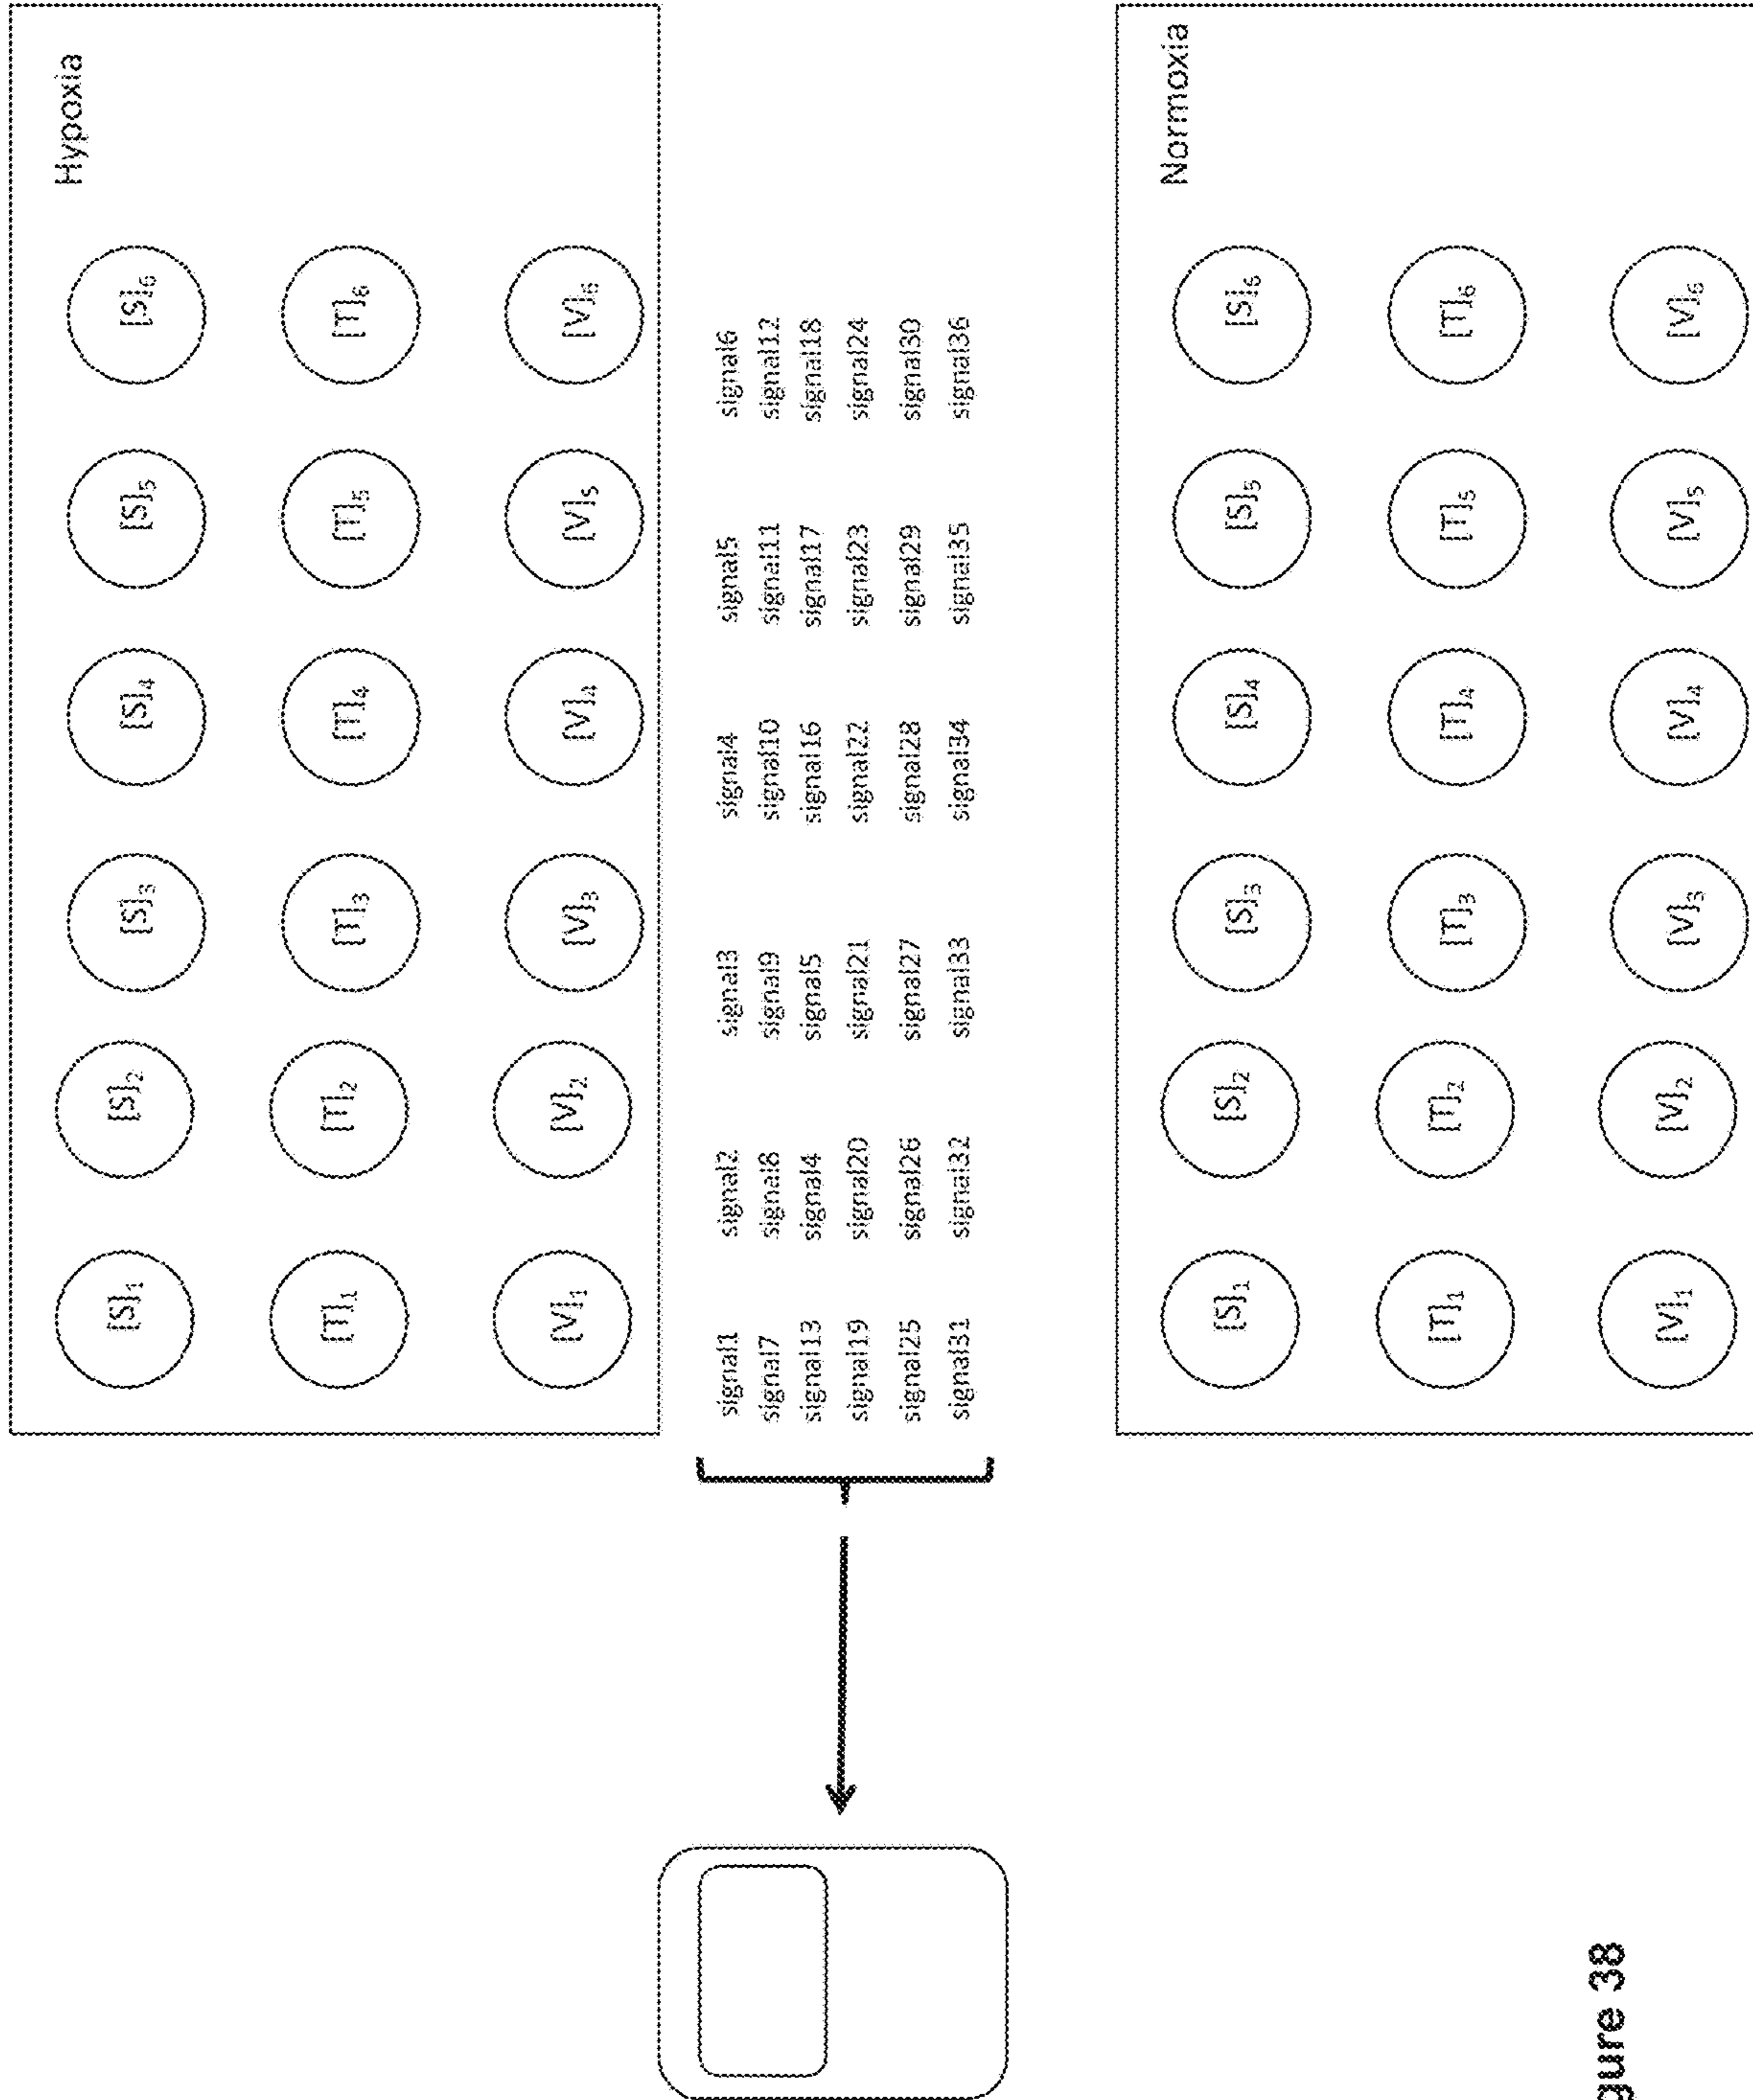 Hypoxia
[S]1 [S]2 [S]3 [S]4 [S]5 [S]6
[T]1 [T]2 [T]3 [T]4 [T]5 [T]6
[V]1 [V]2 [V]3 [V]4 [V]5 [V]6
signal1 signal2 signal3 signal4 signal5 signal6
signal7 signal8 signal9 signal10 signal11 signal12
signal13 signal4 signal5 signal16 signal17 signal18
signal19 signal20 signal21 signal22 signal23 signal24
signal25 signal26 signal27 signal28 signal29 signal30
signal31 signal32 signal33 signal34 signal35 signal36
Normoxia
[S]1 [S]2 [S]3 [S]4 [S]5 [S]6
[T]1 [T]2 [T]3 [T]4 [T]5 [T]6
[V]1 [V]2 [V]3 [V]4 [V]5 [V]6
gure 38